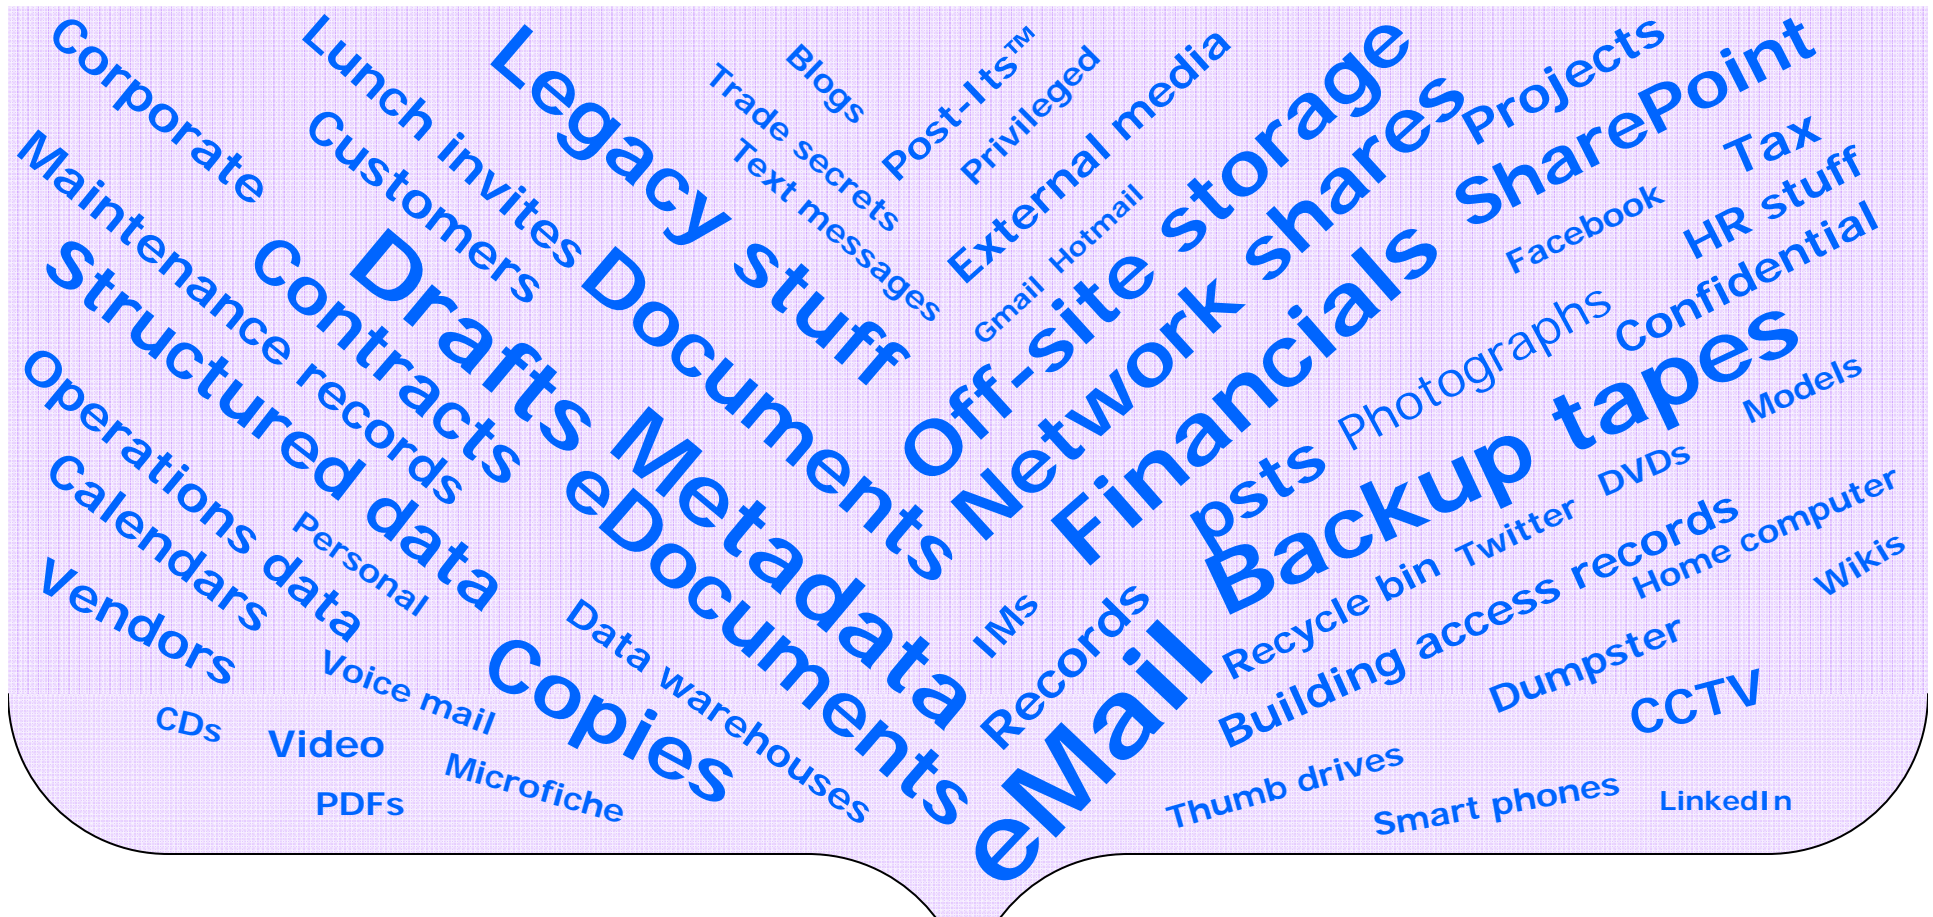 Corporate
Lunch invites
Legacy stuff
Blogs
Trade secrets
Text messages
Post-Its™
Privileged
External media
Off-site storage
Network shares
Projects
SharePoint
Tax
HR stuff
Facebook
Confidential
Customers
Maintenance records
Structured data
Contracts
Drafts
Documents
Gmail
Hotmail
Financials
Photographs
psts
Backup tapes
Models
DVDs
Twitter
Recycle bin
Operations data
Calendars
Personal
Vendors
Metadata
eDocuments
IMs
Records
eMail
Building access records
Home computer
Wikis
Dumpster
CCTV
Data warehouses
Copies
Voice mail
CDs
Video
Microfiche
PDFs
Thumb drives
Smart phones
LinkedIn